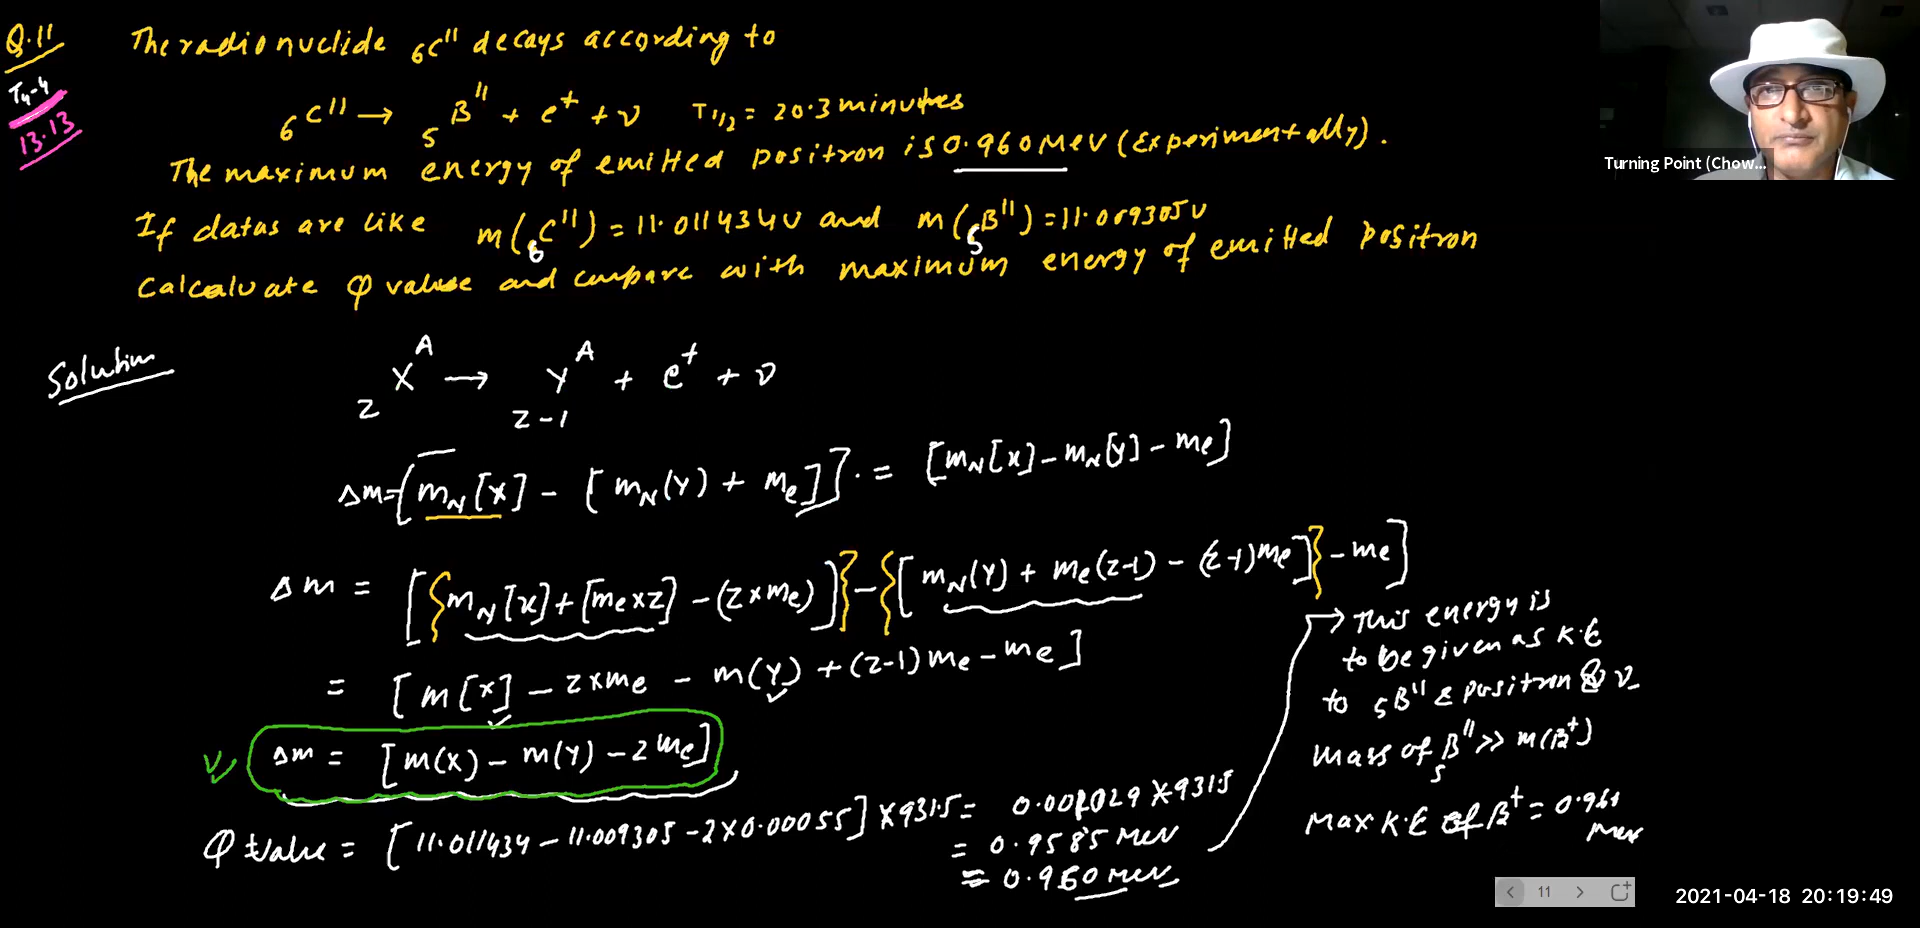 Q.11 The radionuclide ₆C¹¹ decays according to
T4-4
13.13
₆C¹¹ → ₅B¹¹ + e⁺ + ν T1/2 = 20.3 minutes
The maximum energy of emitted positron is 0.960 MeV (Experimentally).
If datas are like m(₆C¹¹) = 11.011434U and m(₅B¹¹) = 11.009305U
calculate Q value and compare with maximum energy of emitted positron
Solution
zXᴬ → z-1Yᴬ + e⁺ + ν
Δm = [mN[X] - [mN(Y) + me]] = [mN[X] - mN[Y] - me]
Δm = [{mN[x] + [me×z] - (z×me)]} - {[mN(Y) + me(z-1) - (z-1)me]} - me]
= [m[x] - z×me - m(Y) + (z-1)me - me]
Δm = [m(X) - m(Y) - 2me]
Q value = [11.011434 - 11.009305 - 2×0.00055] × 931.5 = 0.001029 × 931.5
= 0.9585 MeV
= 0.960 MeV
→ This energy is
to be given as K.E
to ₅B¹¹ & positron & ν
mass of ₅B¹¹ >> m(β⁺)
Max K.E of β⁺ = 0.960
MeV
Turning Point (Chow...
11
2021-04-18 20:19:49